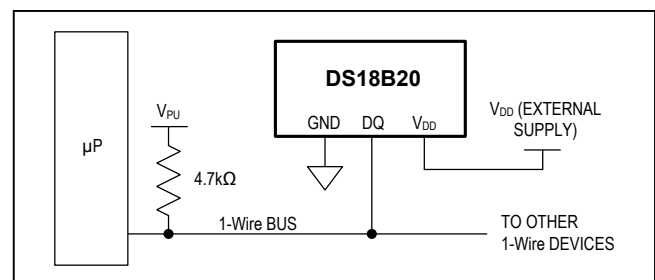 DS18B20
GND DQ VDD
VPU
VDD (EXTERNAL
SUPPLY)
µP
4.7kΩ
1-Wire BUS
TO OTHER
1-Wire DEVICES